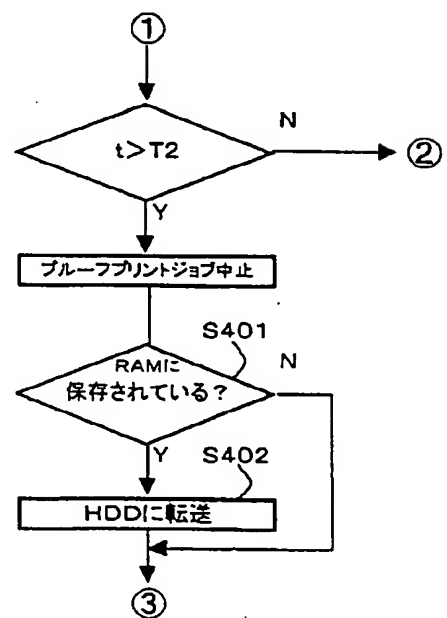 ①
t>T2
N
②
Y
プルーフプリントジョブ中止
S401
RAMに
保存されている？
N
Y
S402
HDDに転送
③